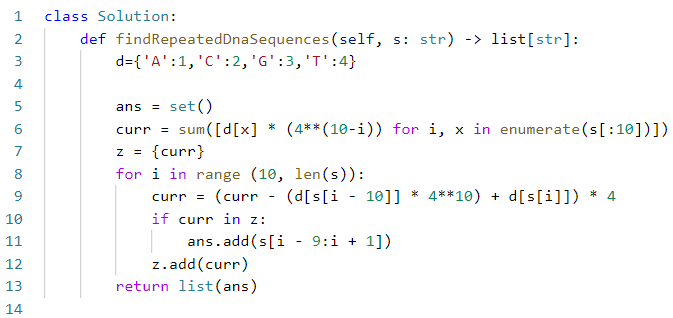 1 class Solution:
2     def findRepeatedDnaSequences(self, s: str) -> list[str]:
3         d={'A':1,'C':2,'G':3,'T':4}
4
5         ans = set()
6         curr = sum([d[x] * (4**(10-i)) for i, x in enumerate(s[:10])])
7         z = {curr}
8         for i in range (10, len(s)):
9             curr = (curr - (d[s[i - 10]] * 4**10) + d[s[i]]) * 4
10             if curr in z:
11                 ans.add(s[i - 9:i + 1])
12             z.add(curr)
13         return list(ans)
14